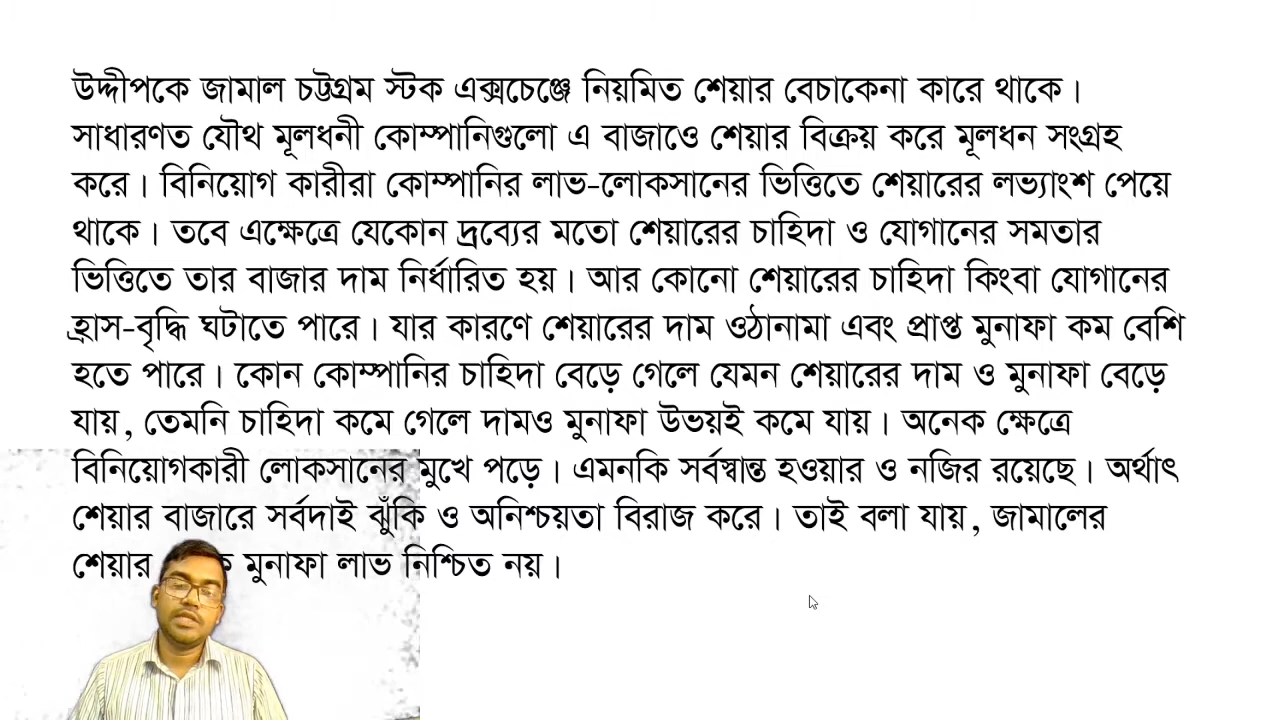 উদ্দীপকে জামাল চট্টগ্রম স্টক এক্সচেঞ্জে নিয়মিত শেয়ার বেচাকেনা কারে থাকে।
সাধারণত যৌথ মূলধনী কোম্পানিগুলো এ বাজাওে শেয়ার বিক্রয় করে মূলধন সংগ্রহ
করে। বিনিয়োগ কারীরা কোম্পানির লাভ-লোকসানের ভিত্তিতে শেয়ারের লভ্যাংশ পেয়ে
থাকে। তবে এক্ষেত্রে যেকোন দ্রব্যের মতো শেয়ারের চাহিদা ও যোগানের সমতার
ভিত্তিতে তার বাজার দাম নির্ধারিত হয়। আর কোনো শেয়ারের চাহিদা কিংবা যোগানের
হ্রাস-বৃদ্ধি ঘটাতে পারে। যার কারণে শেয়ারের দাম ওঠানামা এবং প্রাপ্ত মুনাফা কম বেশি
হতে পারে। কোন কোম্পানির চাহিদা বেড়ে গেলে যেমন শেয়ারের দাম ও মুনাফা বেড়ে
যায়, তেমনি চাহিদা কমে গেলে দামও মুনাফা উভয়ই কমে যায়। অনেক ক্ষেত্রে
বিনিয়োগকারী লোকসানের মুখে পড়ে। এমনকি সর্বস্বান্ত হওয়ার ও নজির রয়েছে। অর্থাৎ
শেয়ার বাজারে সর্বদাই ঝুঁকি ও অনিশ্চয়তা বিরাজ করে। তাই বলা যায়, জামালের
শেয়ার মুনাফা লাভ নিশ্চিত নয়।